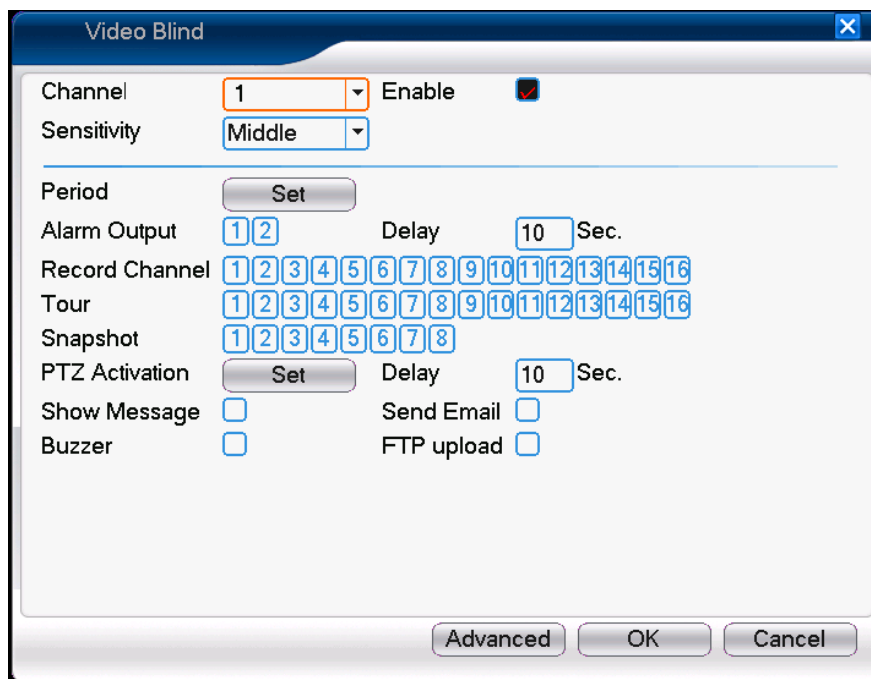 Video Blind
Channel 1 Enable
Sensitivity Middle
Period Set
Alarm Output 1 2 Delay 10 Sec.
Record Channel 1 2 3 4 5 6 7 8 9 10 11 12 13 14 15 16
Tour 1 2 3 4 5 6 7 8 9 10 11 12 13 14 15 16
Snapshot 1 2 3 4 5 6 7 8
PTZ Activation Set Delay 10 Sec.
Show Message Send Email
Buzzer FTP upload
Advanced OK Cancel